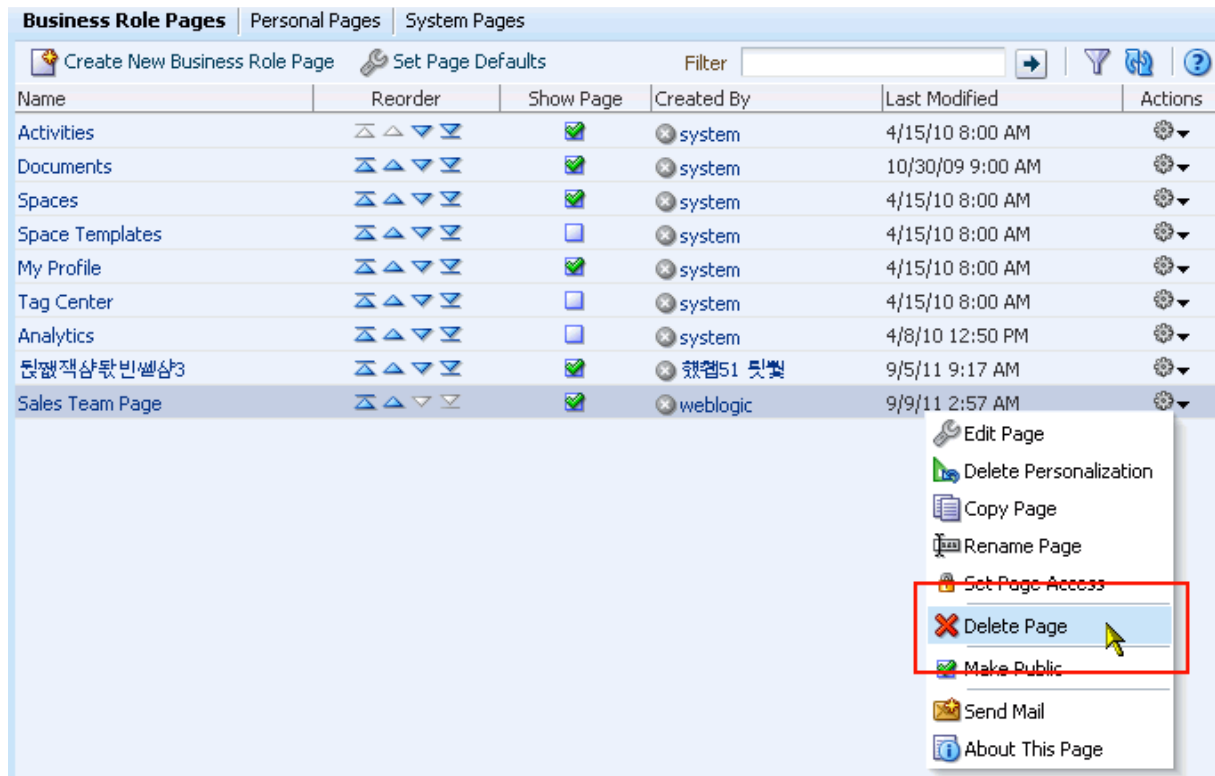 Business Role Pages Personal Pages System Pages
Create New Business Role Page Set Page Defaults Filter
Name Reorder Show Page Created By Last Modified Actions
Activities system 4/15/10 8:00 AM
Documents system 10/30/09 9:00 AM
Spaces system 4/15/10 8:00 AM
Space Templates system 4/15/10 8:00 AM
My Profile system 4/15/10 8:00 AM
Tag Center system 4/15/10 8:00 AM
Analytics system 4/8/10 12:50 PM
9/5/11 9:17 AM
Sales Team Page weblogic 9/9/11 2:57 AM
Edit Page
Delete Personalization
Copy Page
Rename Page
Set Page Access
Delete Page
Make Public
Send Mail
About This Page